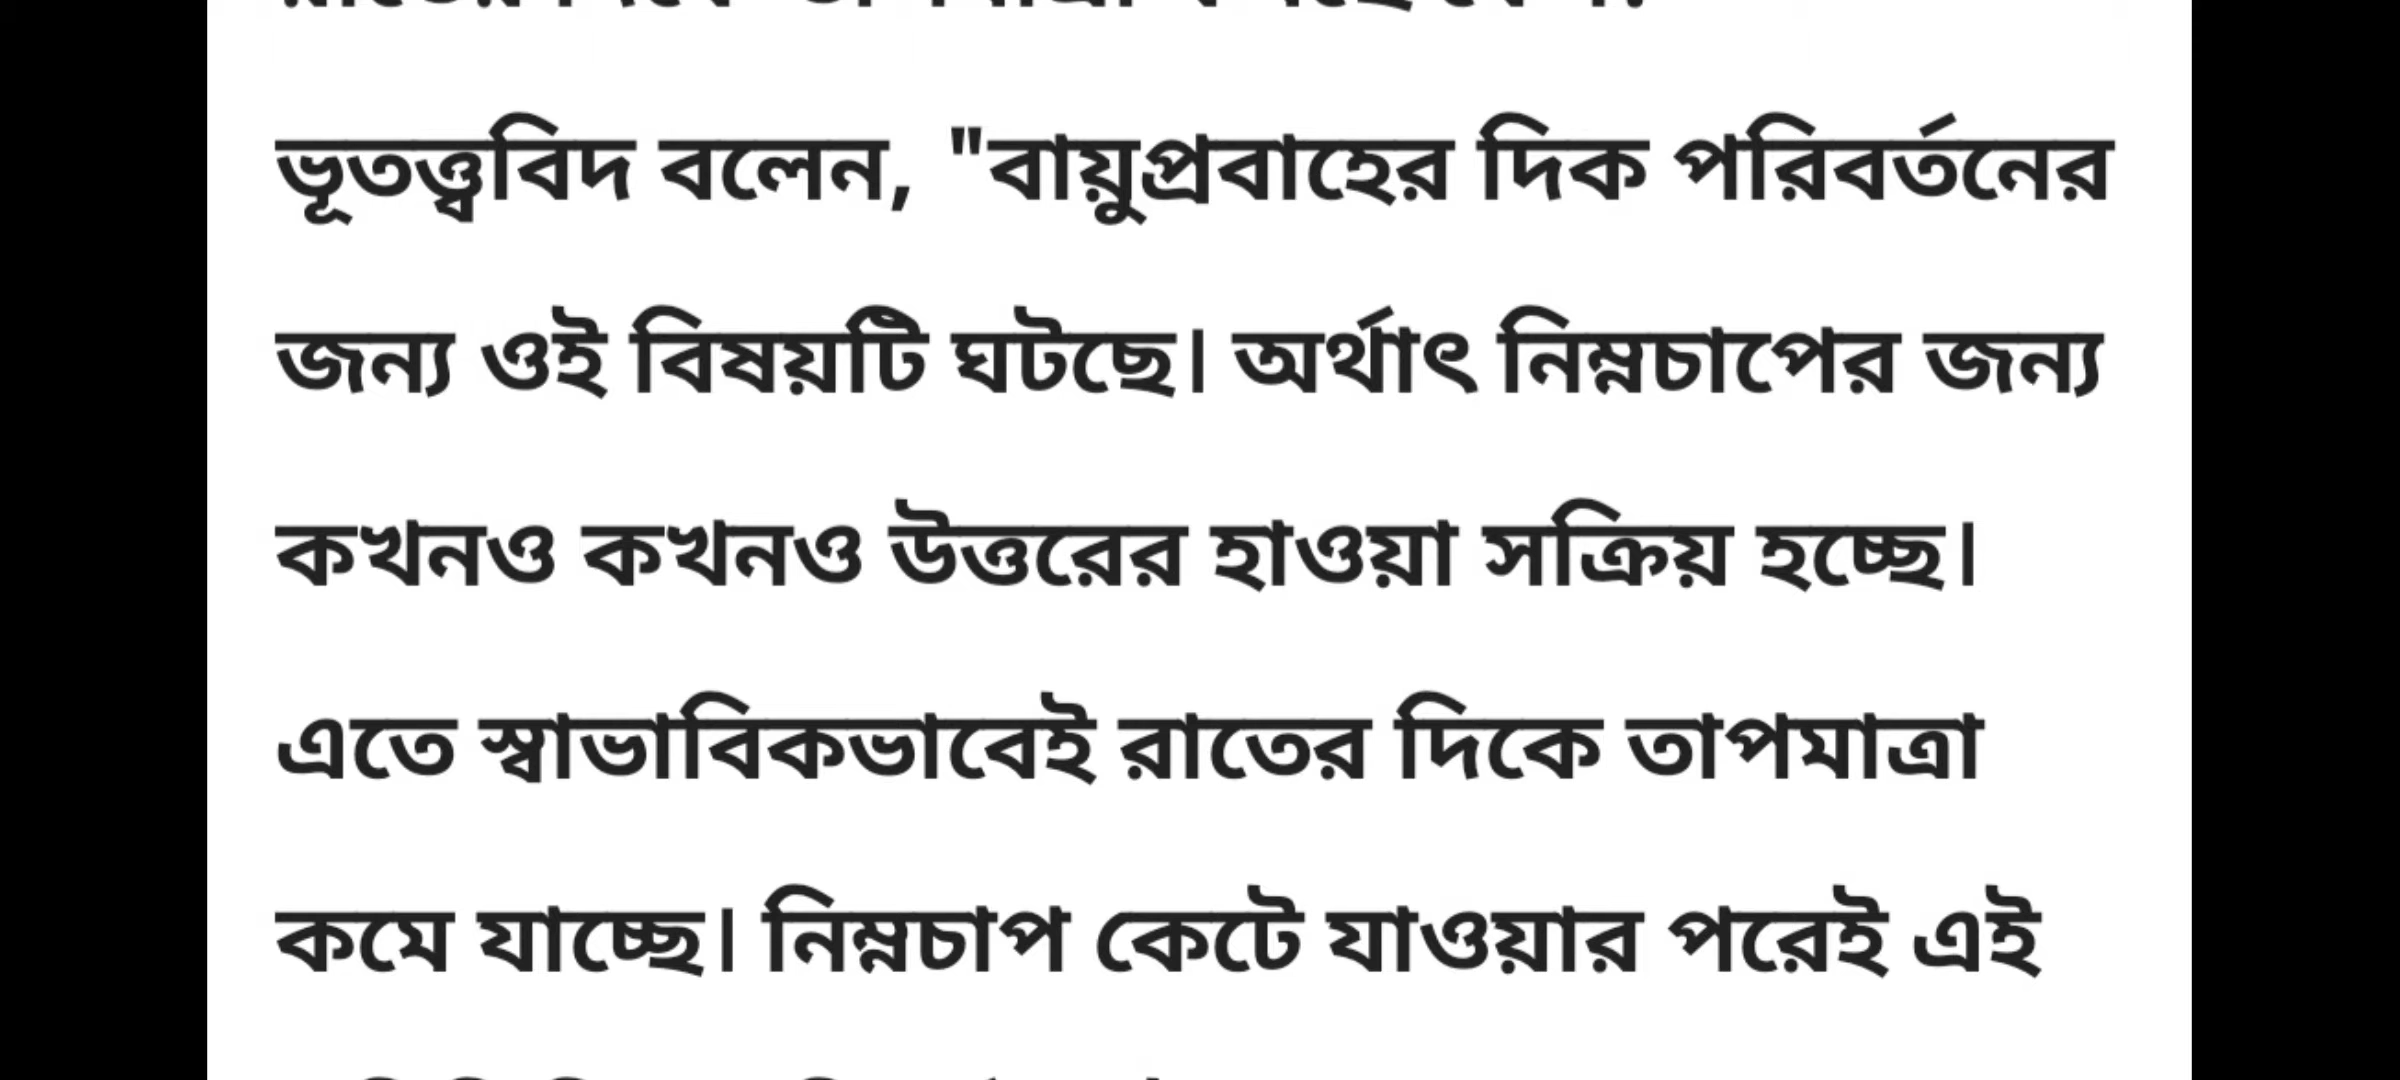 ভূতত্ত্ববিদ বলেন, "বায়ুপ্রবাহের দিক পরিবর্তনের
জন্য ওই বিষয়টি ঘটছে। অর্থাৎ নিম্নচাপের জন্য
কখনও কখনও উত্তরের হাওয়া সক্রিয় হচ্ছে।
এতে স্বাভাবিকভাবেই রাতের দিকে তাপমাত্রা
কমে যাচ্ছে। নিম্নচাপ কেটে যাওয়ার পরেই এই